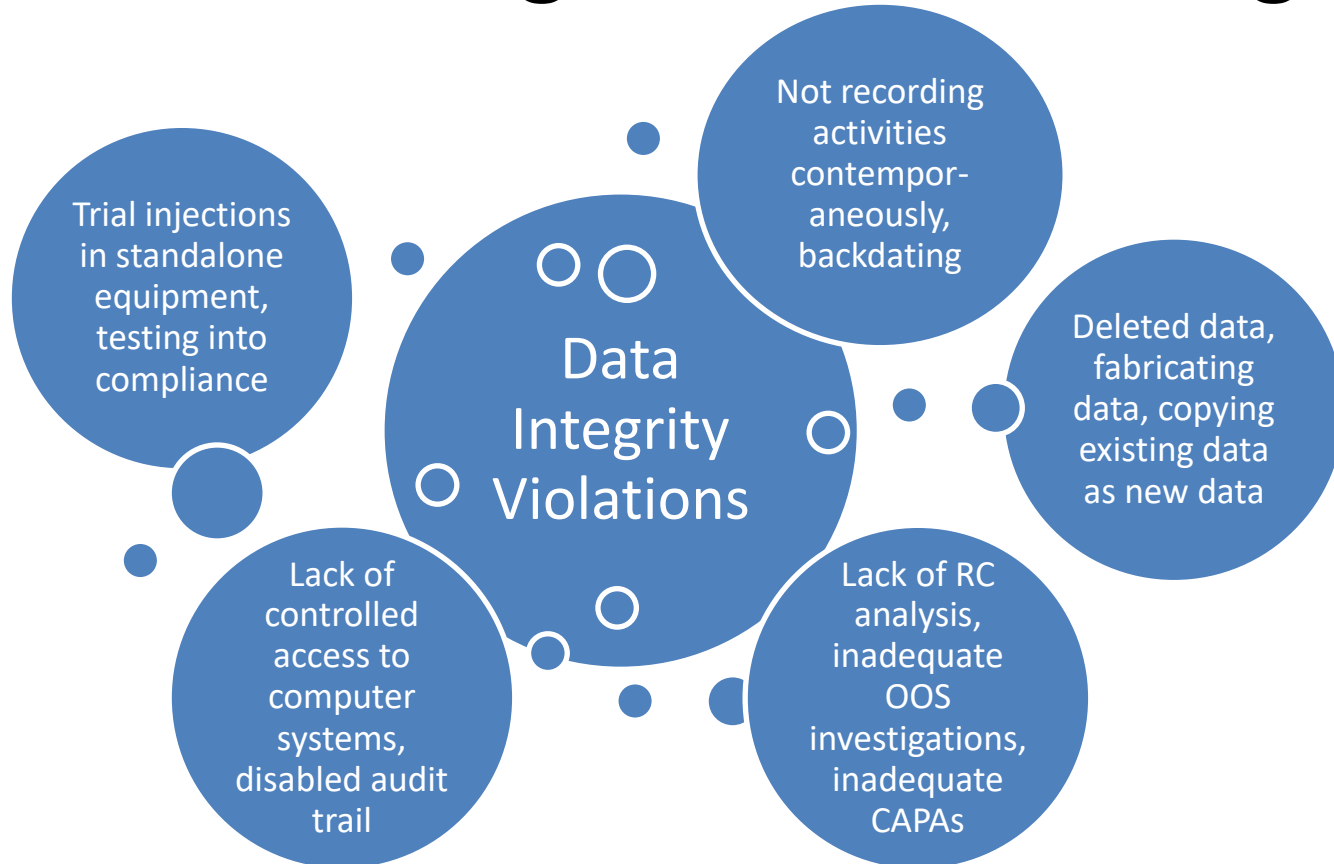 Data
Integrity
Violations
Not recording
activities
contempor-
aneously,
backdating
Deleted data,
fabricating
data, copying
existing data
as new data
Lack of RC
analysis,
inadequate
OOS
investigations,
inadequate
CAPAs
Lack of
controlled
access to
computer
systems,
disabled audit
trail
Trial injections
in standalone
equipment,
testing into
compliance